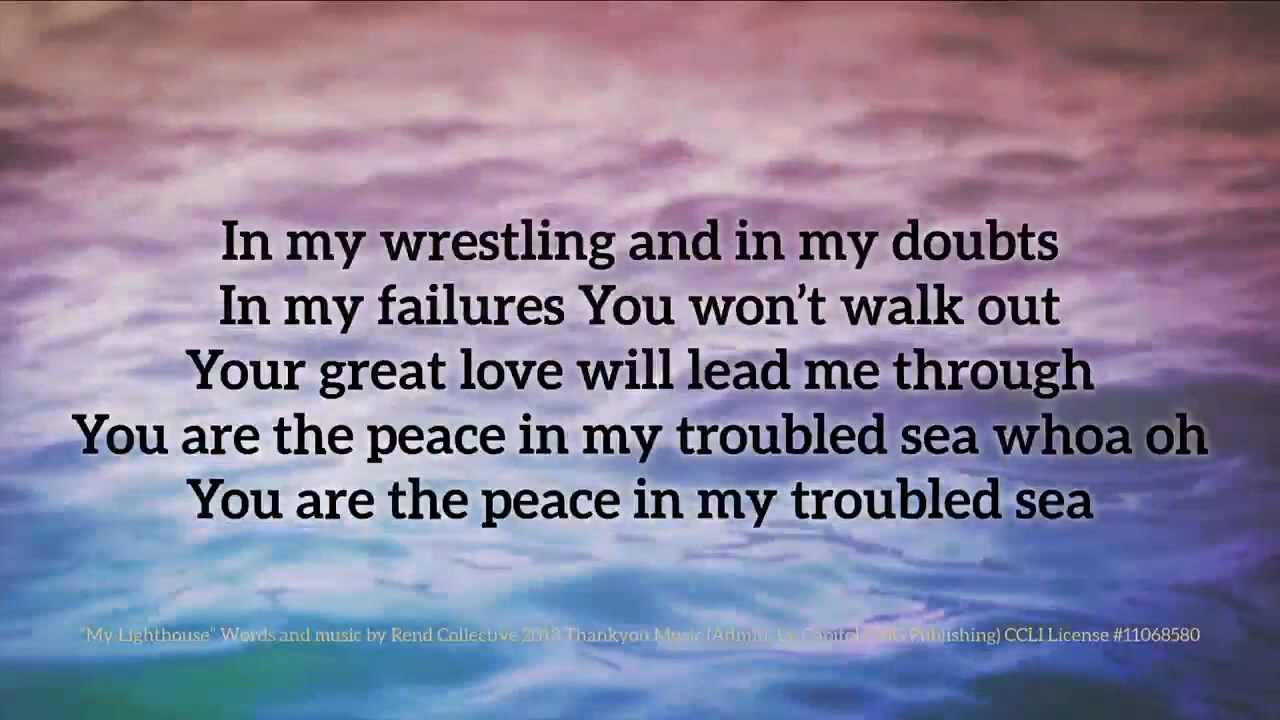 In my wrestling and in my doubts
In my failures You won’t walk out
Your great love will lead me through
You are the peace in my troubled sea whoa oh
You are the peace in my troubled sea
"My Lighthouse" Words and music by Rend Collective 2013 Thankyou Music (Admin. by Capitol CMG Publishing) CCLI License #11068580